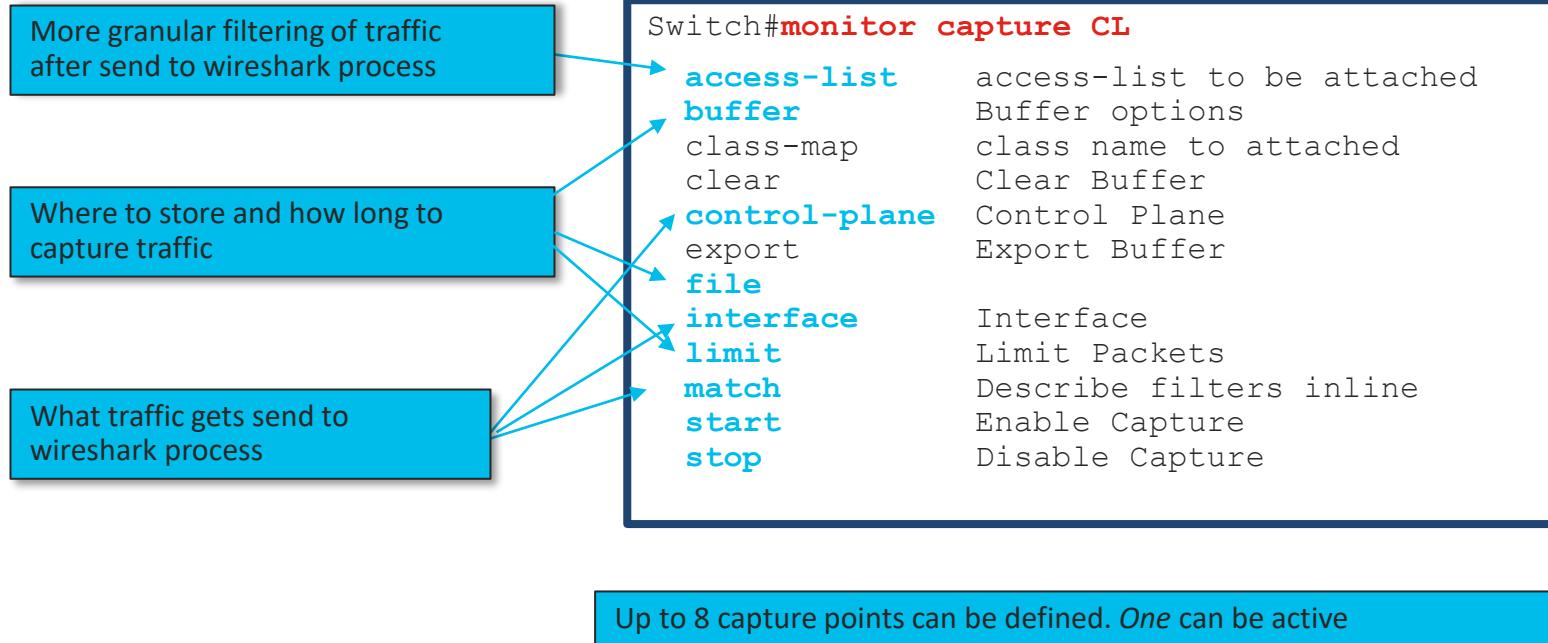 More granular filtering of traffic
after send to wireshark process
Where to store and how long to
capture traffic
What traffic gets send to
wireshark process
Switch#monitor capture CL
access-list access-list to be attached
buffer Buffer options
class-map class name to attached
clear Clear Buffer
control-plane Control Plane
export Export Buffer
file
interface Interface
limit Limit Packets
match Describe filters inline
start Enable Capture
stop Disable Capture
Up to 8 capture points can be defined. One can be active